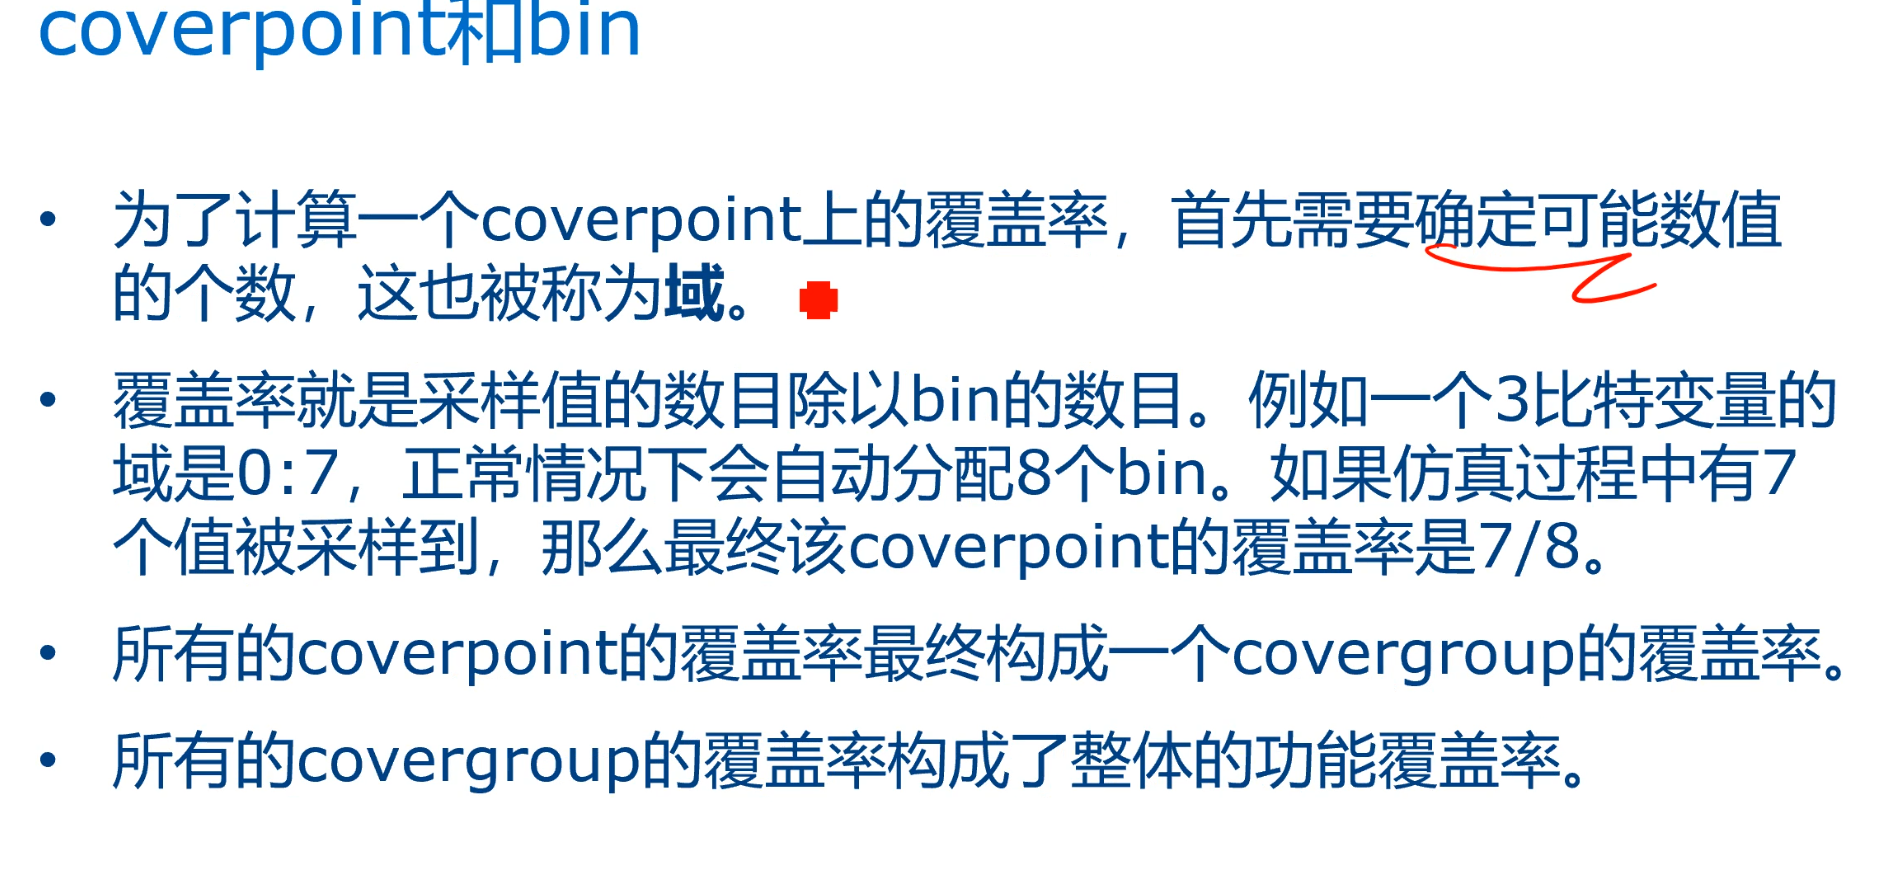 coverpoint和bin
• 为了计算一个coverpoint上的覆盖率，首先需要确定可能数值
的个数，这也被称为域。
• 覆盖率就是采样值的数目除以bin的数目。例如一个3比特变量的
域是0:7，正常情况下会自动分配8个bin。如果仿真过程中有7
个值被采样到，那么最终该coverpoint的覆盖率是7/8。
• 所有的coverpoint的覆盖率最终构成一个covergroup的覆盖率。
• 所有的covergroup的覆盖率构成了整体的功能覆盖率。